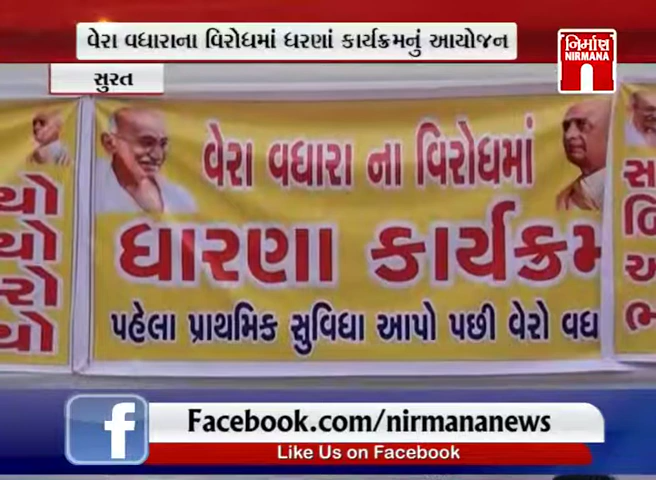 વેરા વધારાના વિરોધમાં ધરણાં કાર્યક્રમનું આયોજન
સુરત
નિર્માણ
NIRMANA
વેરા વધારા ના વિરોધમાં
ધારણા કાર્યક્રમ
પહેલા પ્રાથમિક સુવિધા આપો પછી વેરો વધ
Facebook.com/nirmananews
Like Us on Facebook